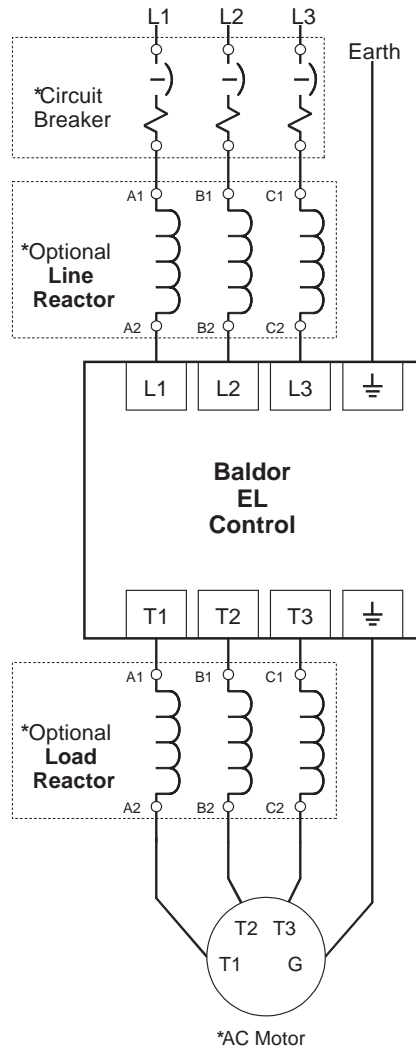 L1 L2 L3
Earth
*Circuit
Breaker
A1 B1 C1
*Optional
Line
Reactor
A2 B2 C2
L1 L2 L3
Baldor
EL
Control
T1 T2 T3
A1 B1 C1
*Optional
Load
Reactor
A2 B2 C2
T2 T3
T1 G
*AC Motor